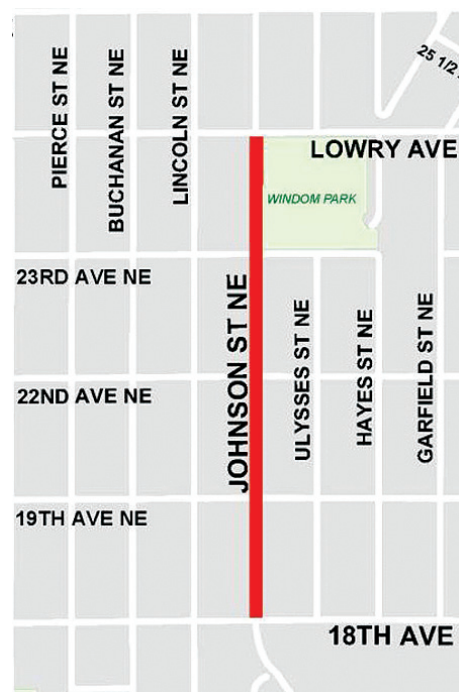 25 1/2
PIERCE ST NE
BUCHANAN ST NE
LINCOLN ST NE
LOWRY AVE
WINDOM PARK
23RD AVE NE
JOHNSON ST NE
ULYSSES ST NE
HAYES ST NE
GARFIELD ST NE
22ND AVE NE
19TH AVE NE
18TH AVE